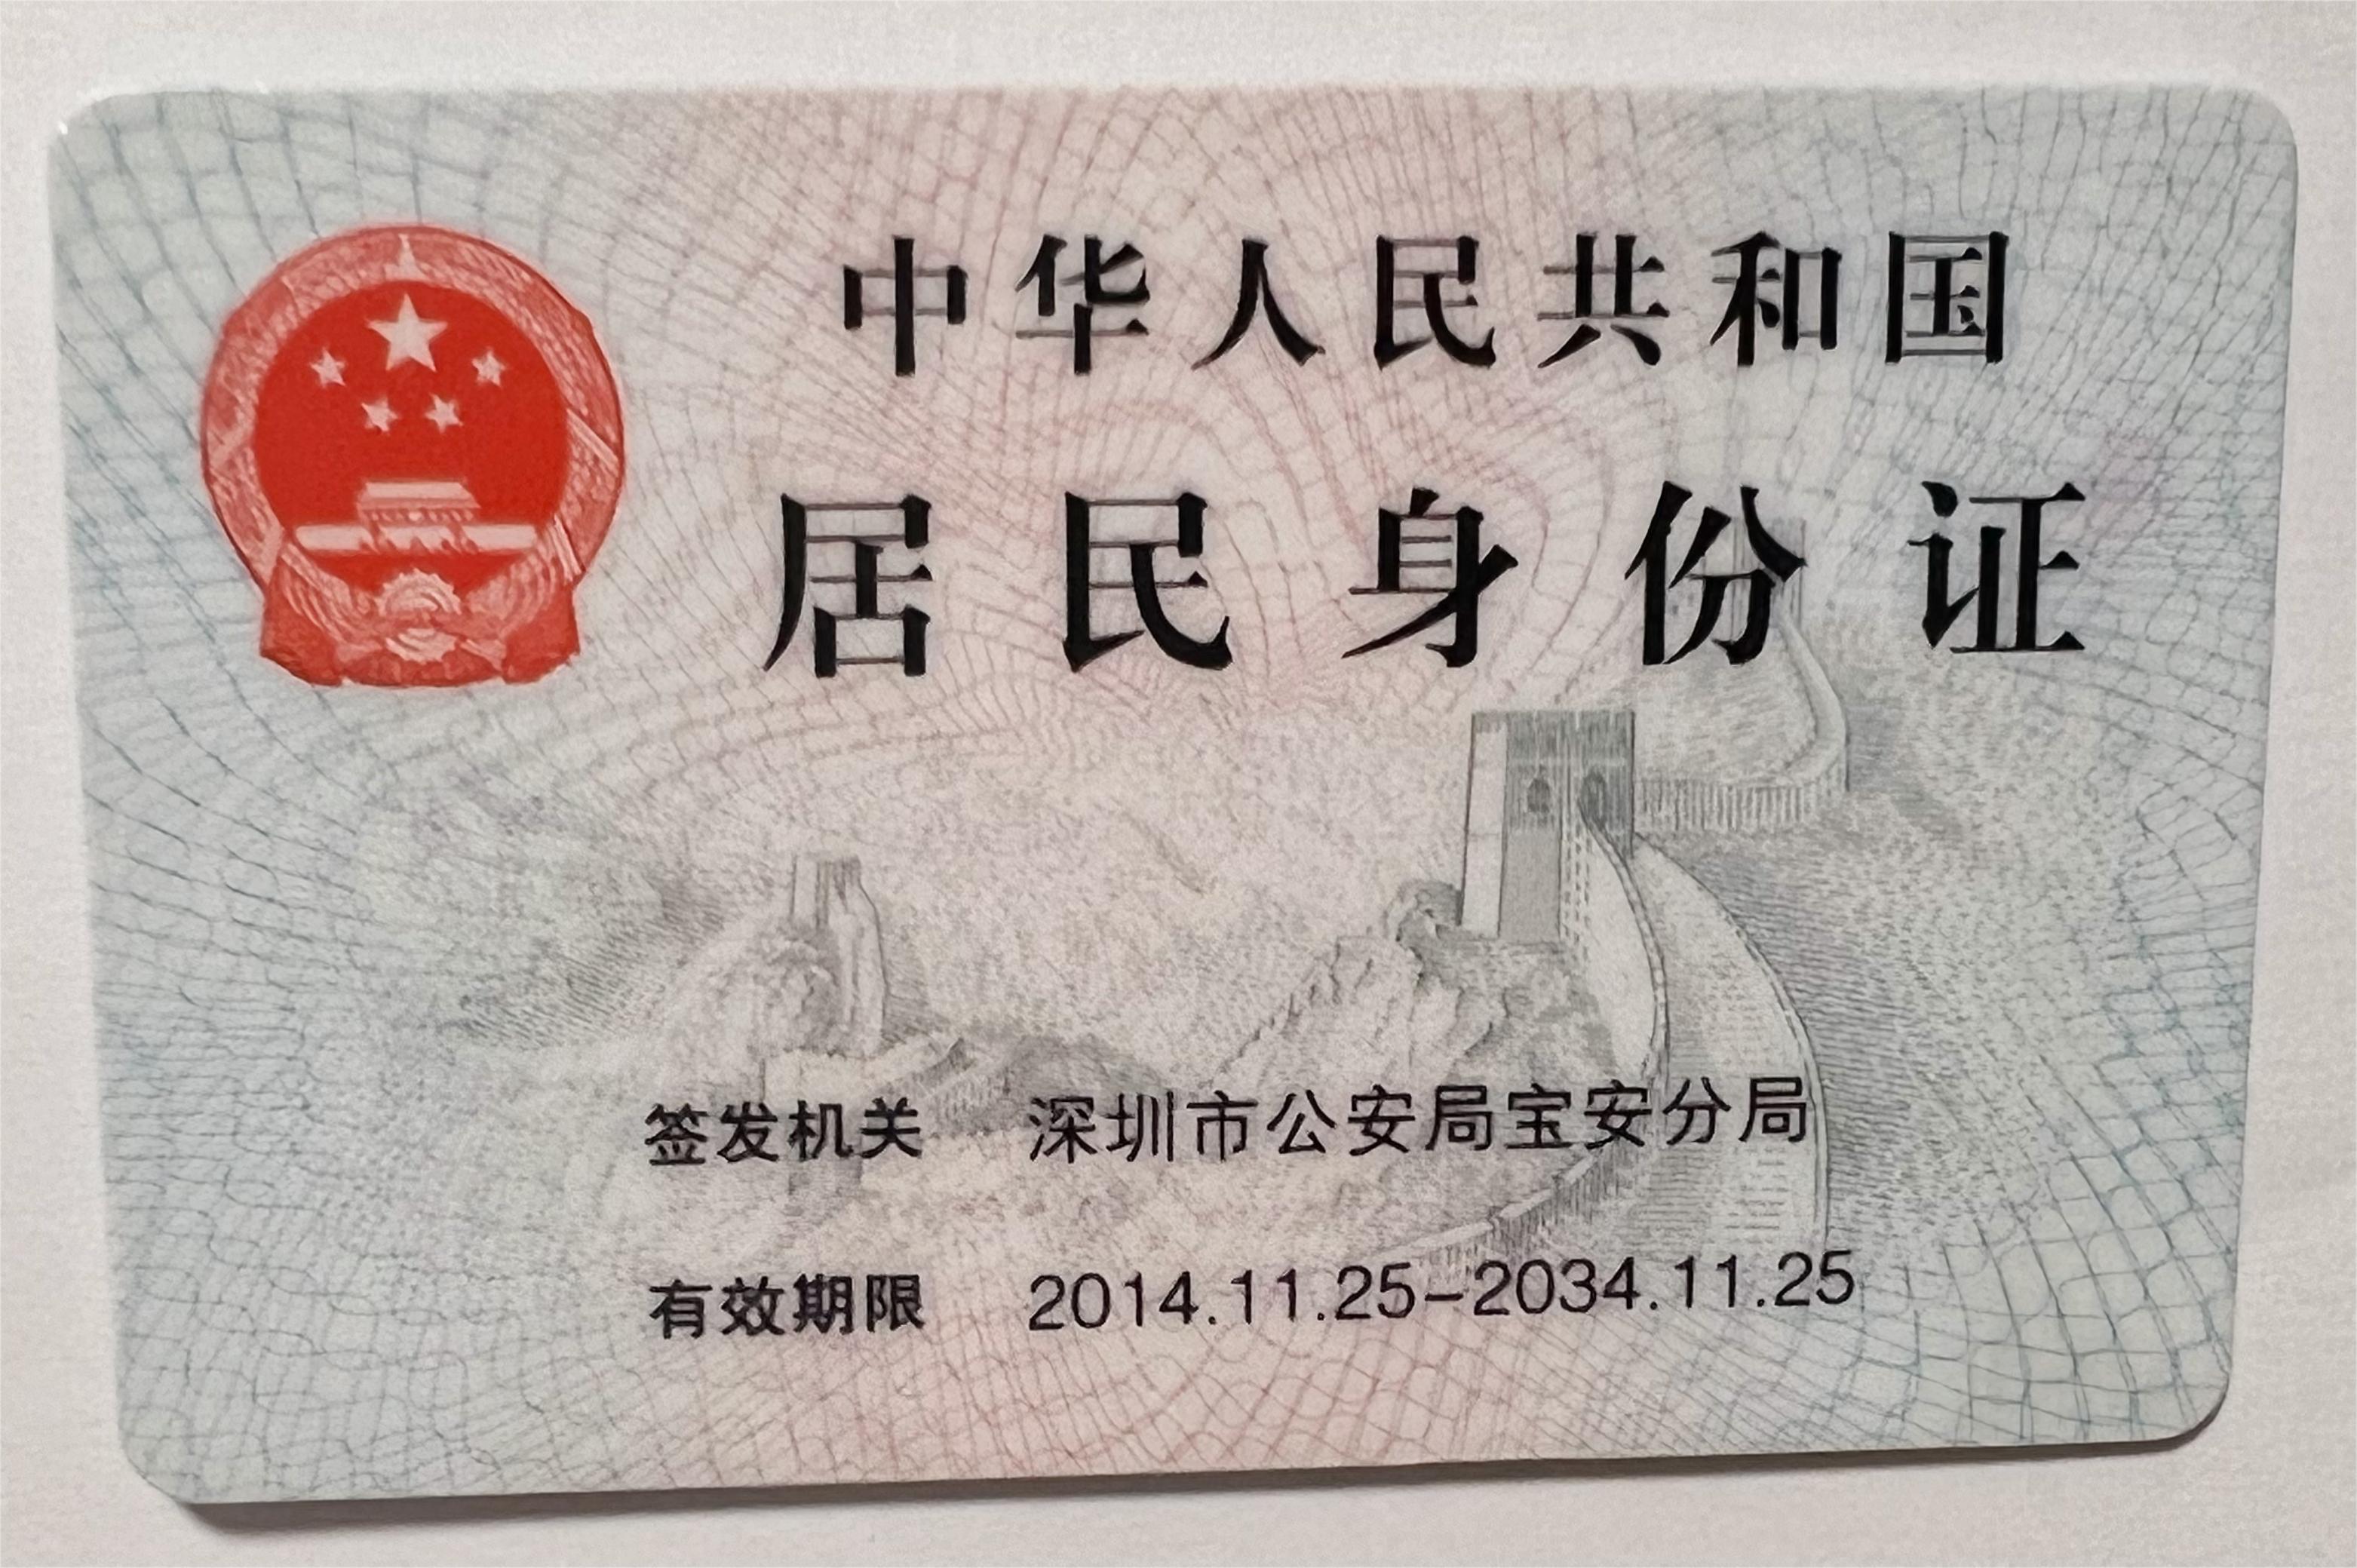 中华人民共和国
居民身份证
签发机关 深圳市公安局宝安分局
有效期限 2014.11.25-2034.11.25